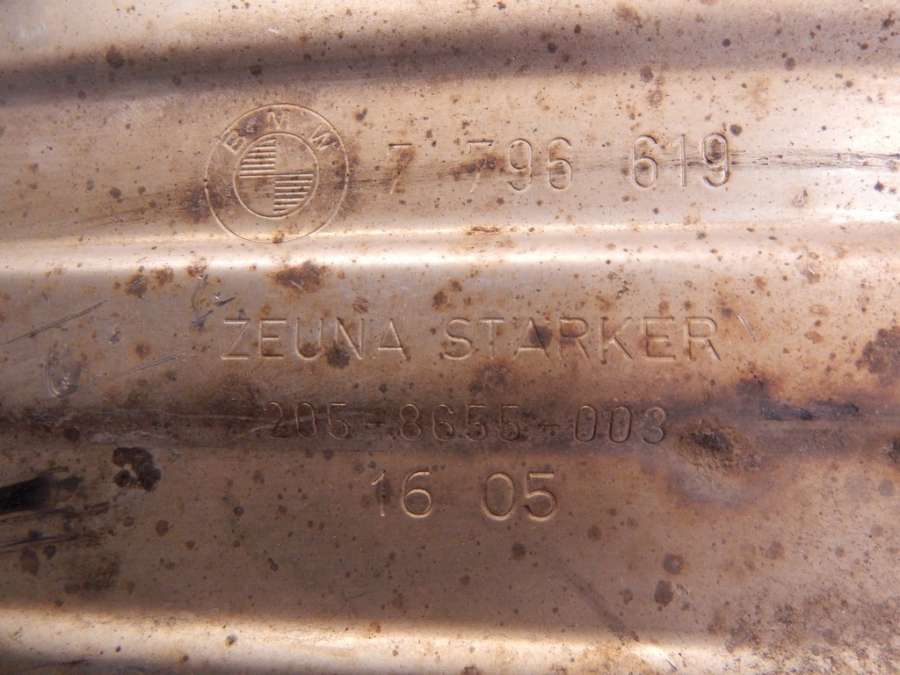 BMW 7 796 619
ZEUNA STARKER
205-8655-003
16 05